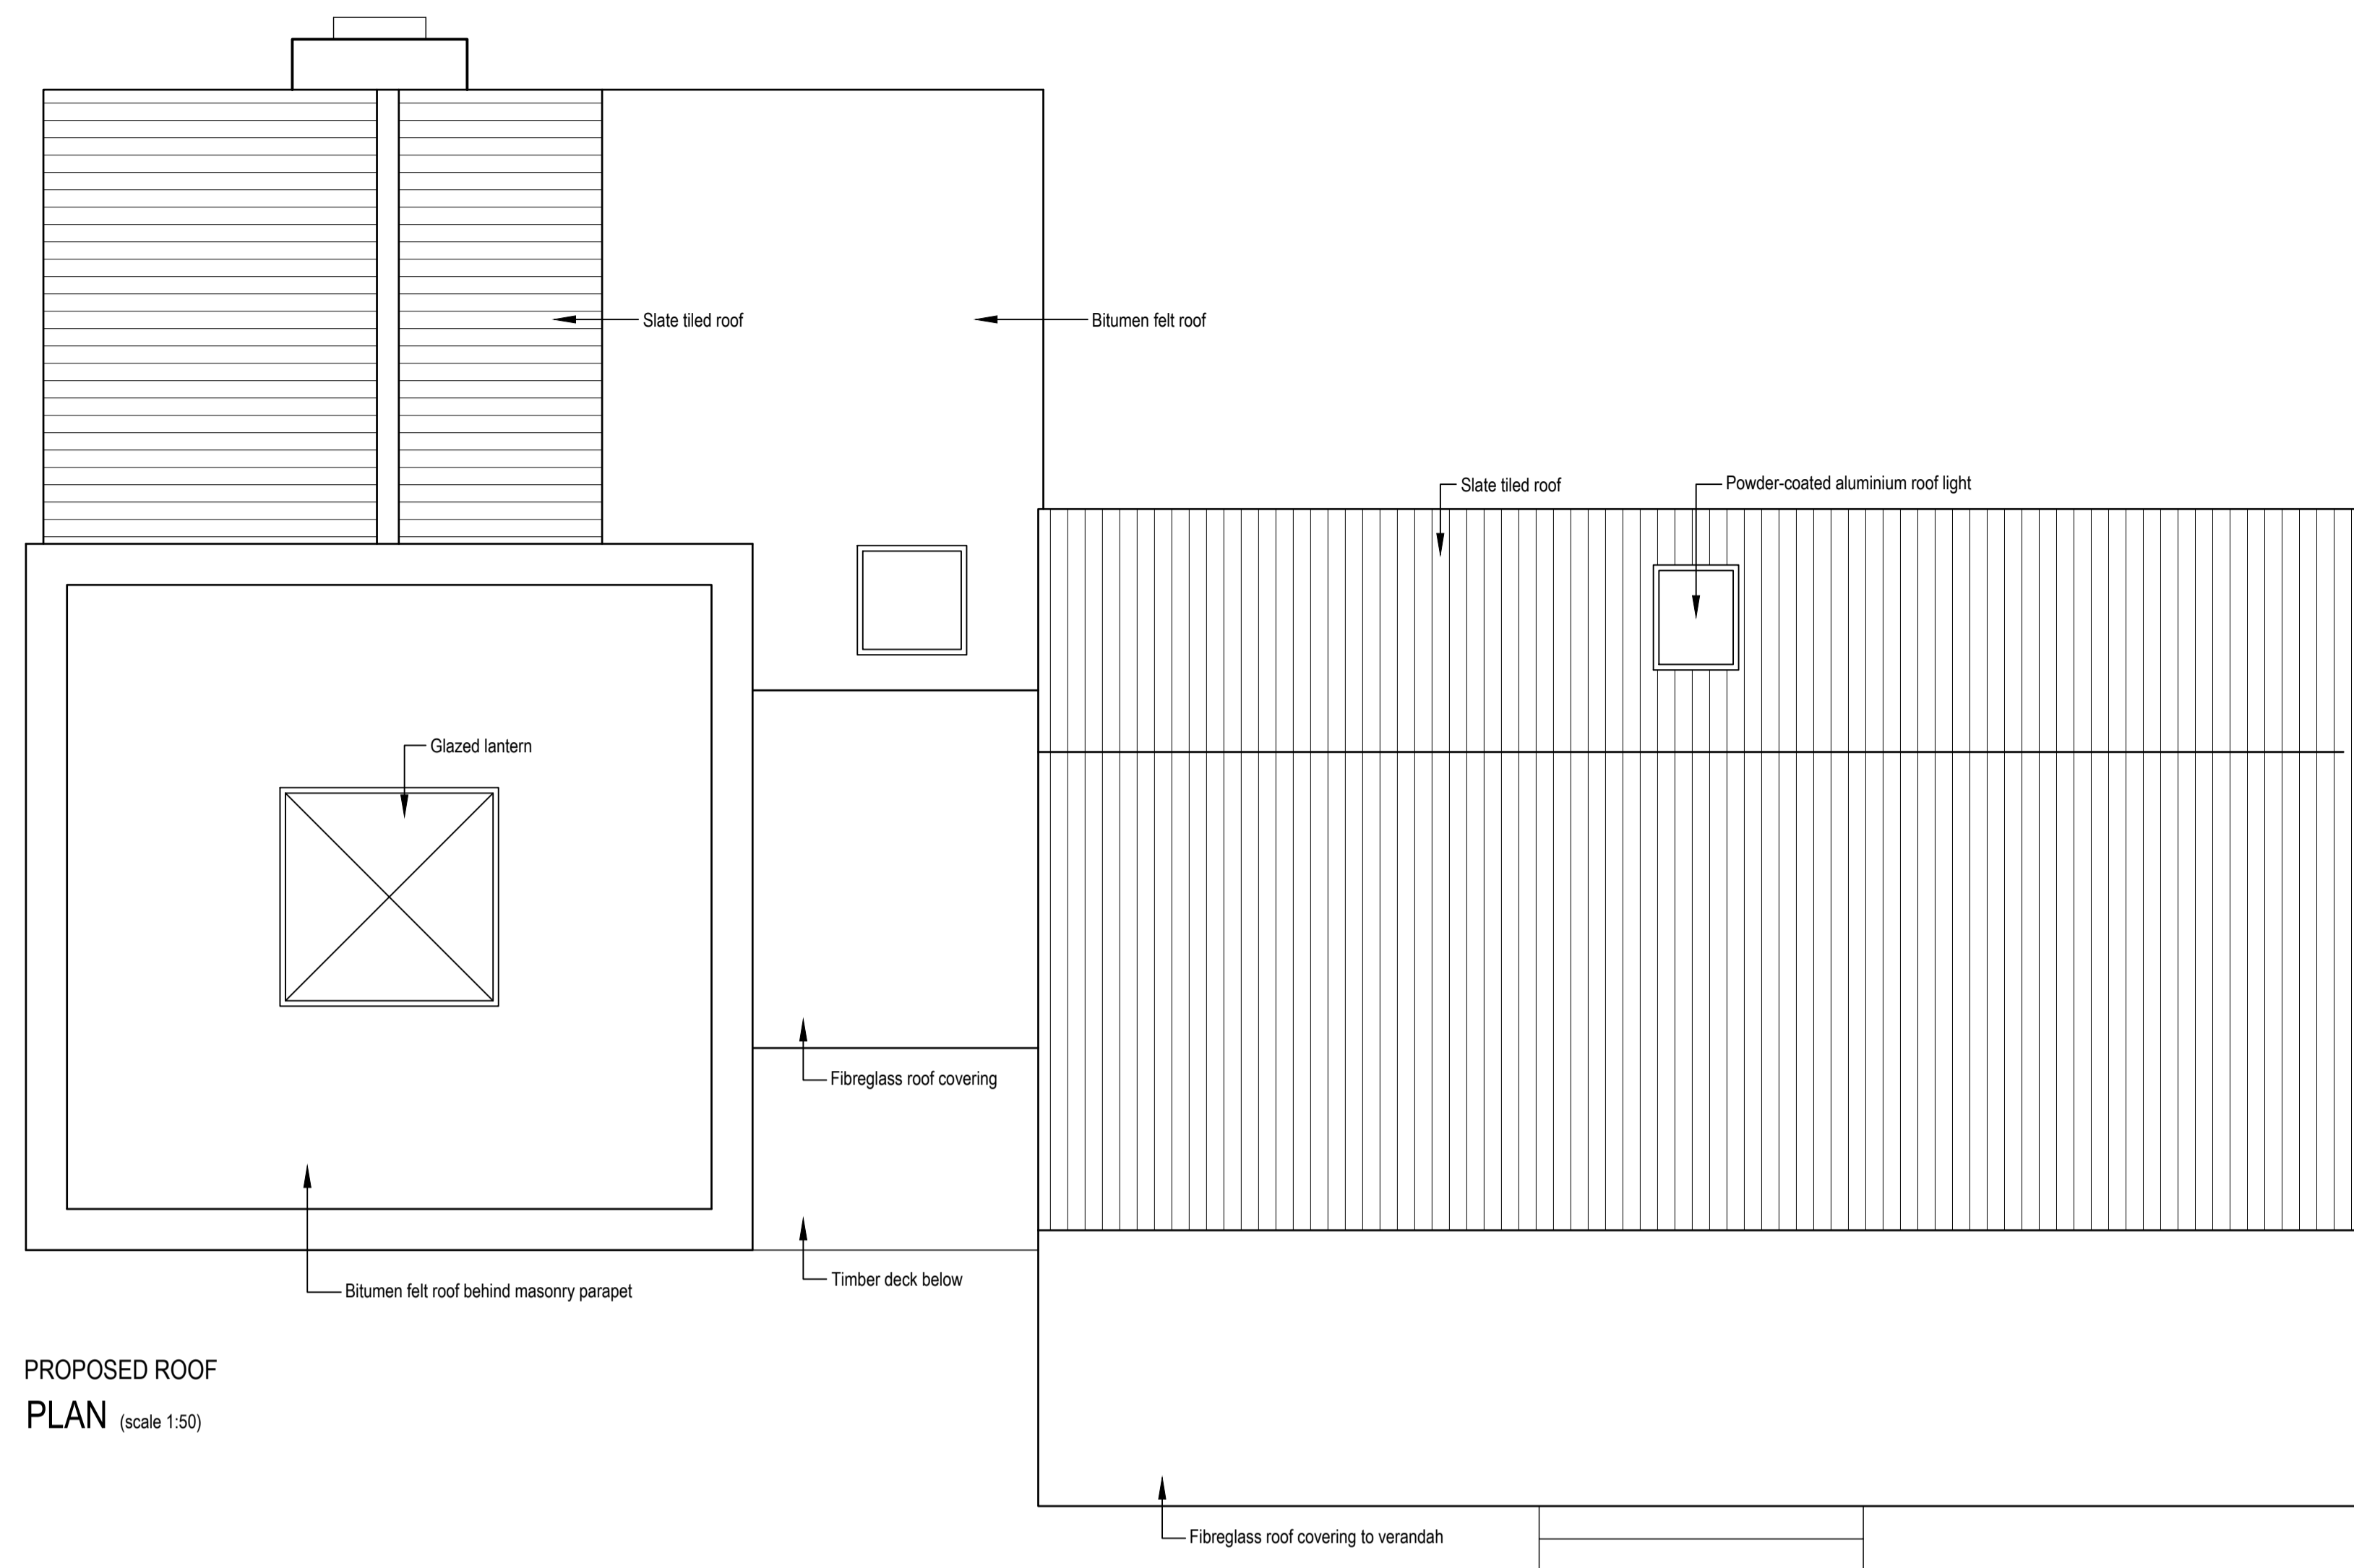 Slate tiled roof
Bitumen felt roof
Slate tiled roof
Powder-coated aluminium roof light
Glazed lantern
Fibreglass roof covering
Timber deck below
Bitumen felt roof behind masonry parapet
PROPOSED ROOF
PLAN (scale 1:50)
Fibreglass roof covering to verandah